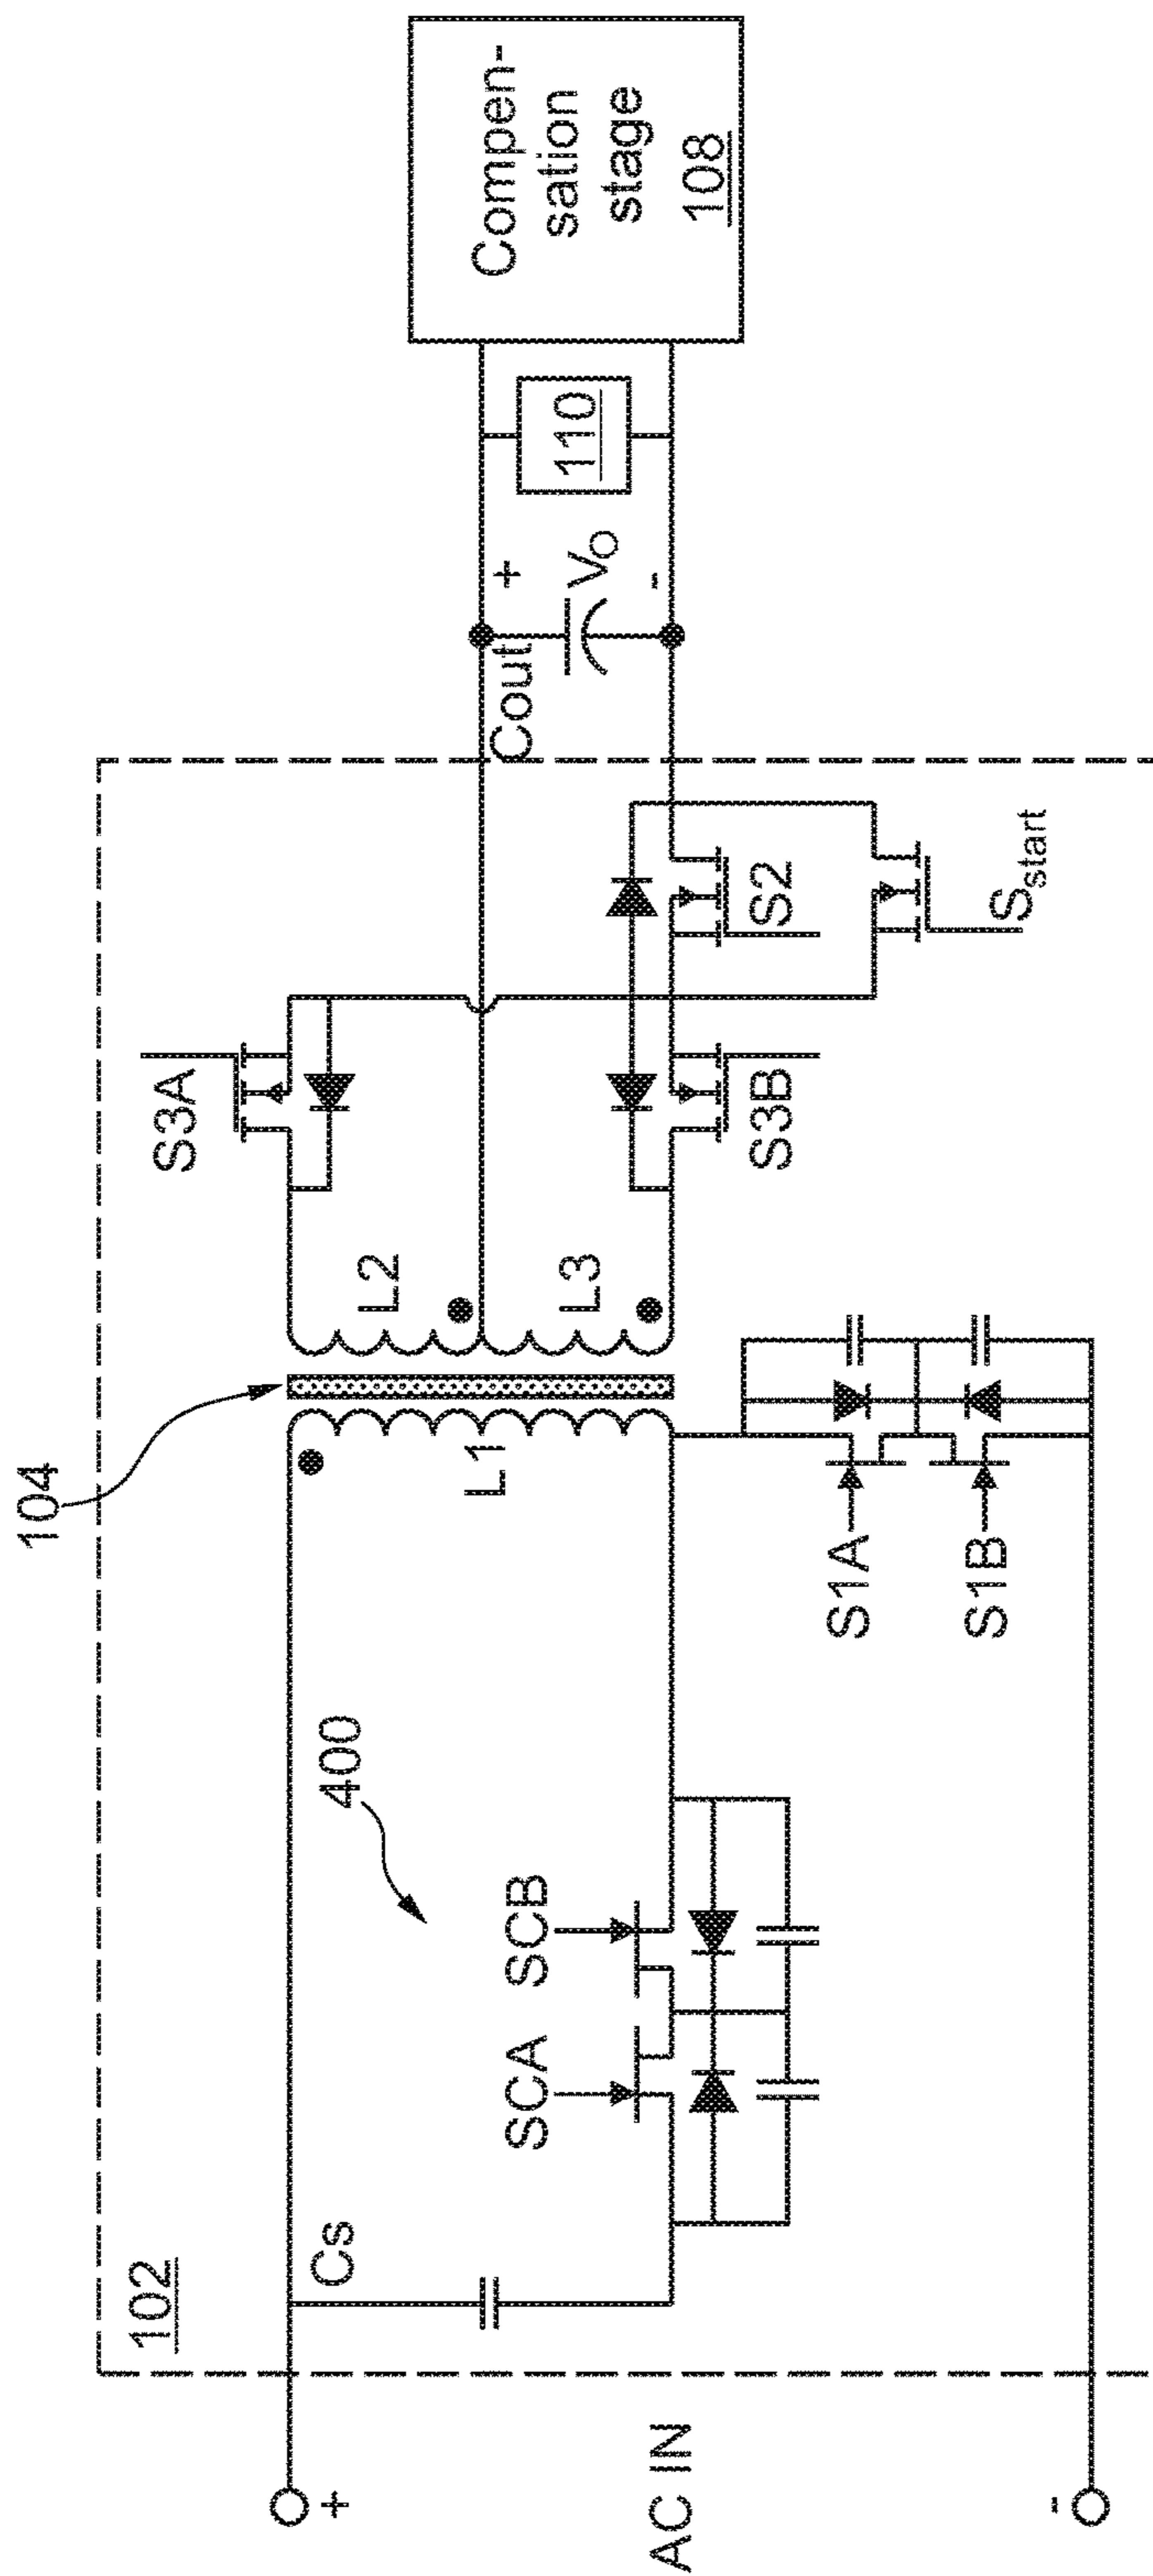 104
S3A
Compen-
sation
stage
108
102
Cs
400
L1
L2
L3
Cout
+
Vo
-
110
SCA
SCB
S3B
S2
Sstart
S1A
S1B
+
AC IN
-